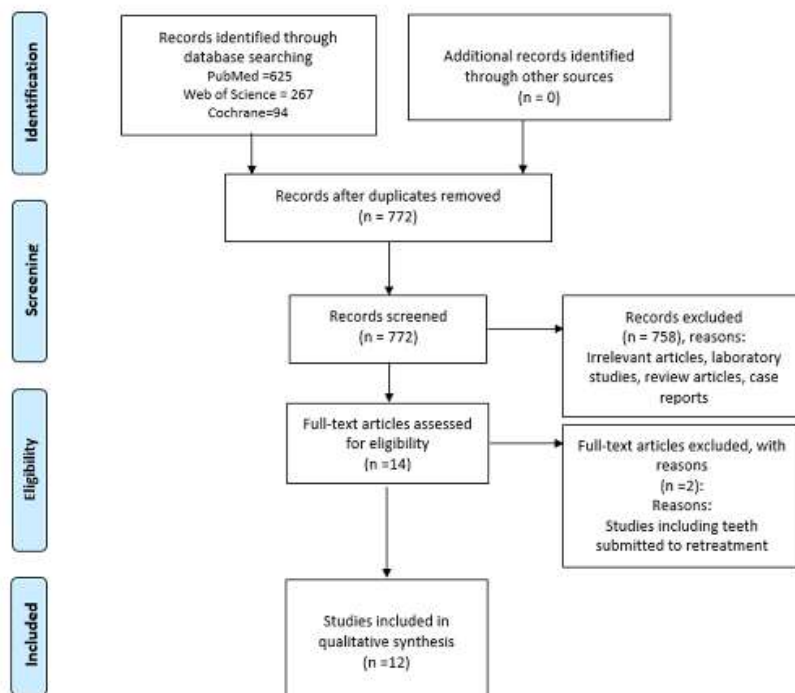 Identification
Records identified through
database searching
PubMed =625
Web of Science = 267
Cochrane=94
Additional records identified
through other sources
(n = 0)
Records after duplicates removed
(n = 772)
Screening
Records screened
(n = 772)
Records excluded
(n = 758), reasons:
Irrelevant articles, laboratory
studies, review articles, case
reports
Eligibility
Full-text articles assessed
for eligibility
(n =14)
Full-text articles excluded, with
reasons
(n =2):
Reasons:
Studies including teeth
submitted to retreatment
Included
Studies included in
qualitative synthesis
(n =12)